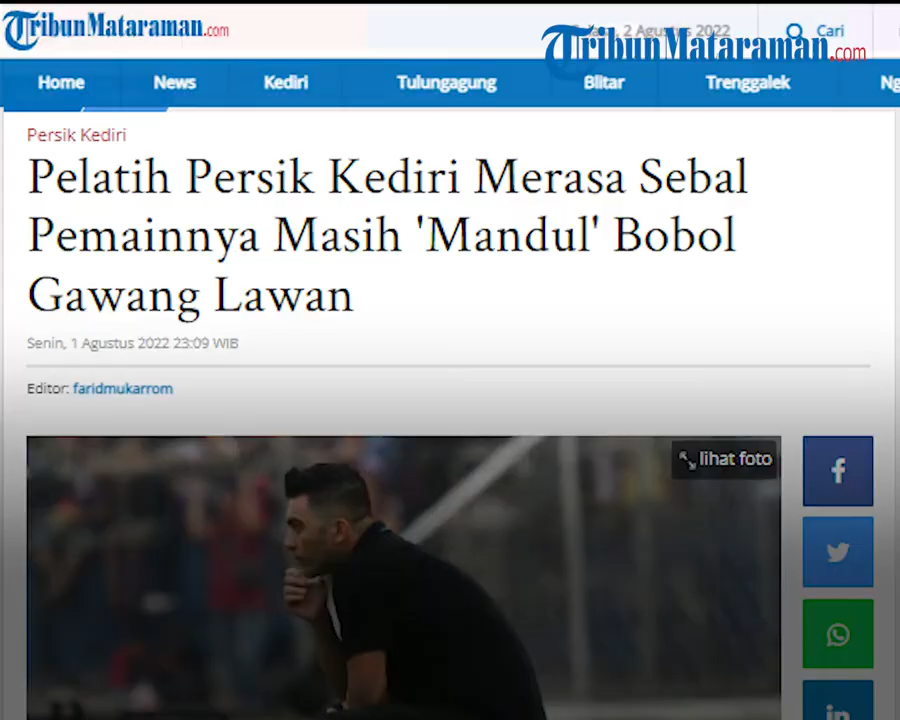 TribunMataraman.com
2 Agustus 2022
Cari
TribunMataraman.com
Home News Kediri Tulungagung Blitar Trenggalek Ng
Persik Kediri
Pelatih Persik Kediri Merasa Sebal
Pemainnya Masih 'Mandul' Bobol
Gawang Lawan
Senin, 1 Agustus 2022 23:09 WIB
Editor: faridmukarrom
lihat foto